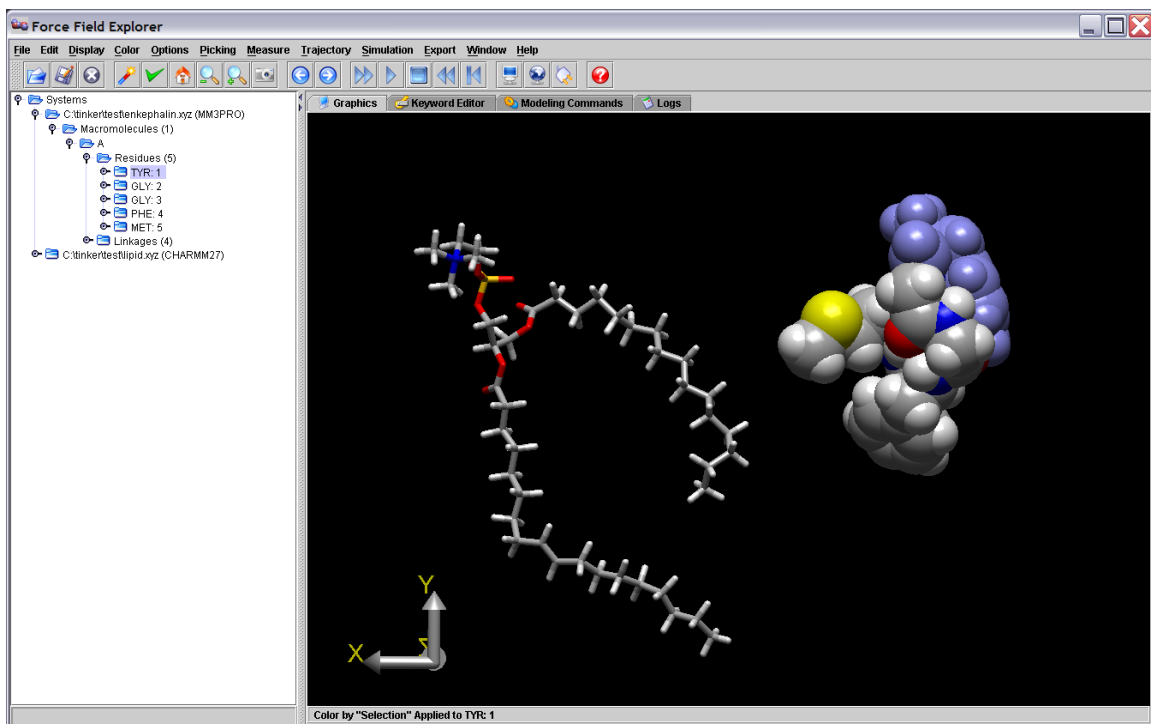 Force Field Explorer
File Edit Display Color Options Picking Measure Trajectory Simulation Export Window Help
Graphics Keyword Editor Modeling Commands Logs
Systems
C:\tinker\test\enkephalin.xyz (MM3PRO)
Macromolecules (1)
A
Residues (5)
TYR: 1
GLY: 2
GLY: 3
PHE: 4
MET: 5
Linkages (4)
C:\tinker\test\lipid.xyz (CHARMM27)
Y
X
Z
Color by "Selection" Applied to TYR: 1